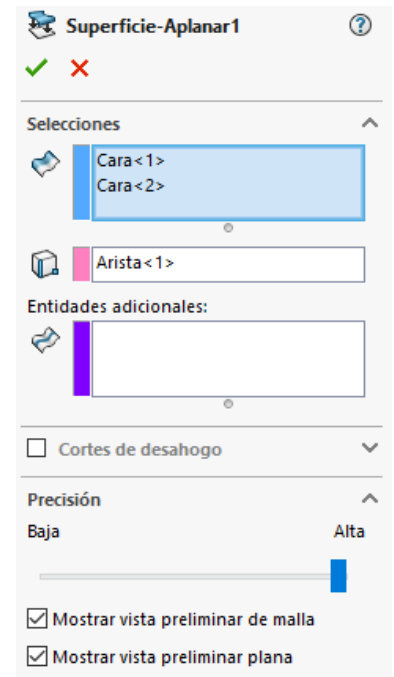 Superficie-Aplanar1
?
Selecciones
Cara<1>
Cara<2>
Arista<1>
Entidades adicionales:
Cortes de desahogo
Precisión
Baja Alta
Mostrar vista preliminar de malla
Mostrar vista preliminar plana